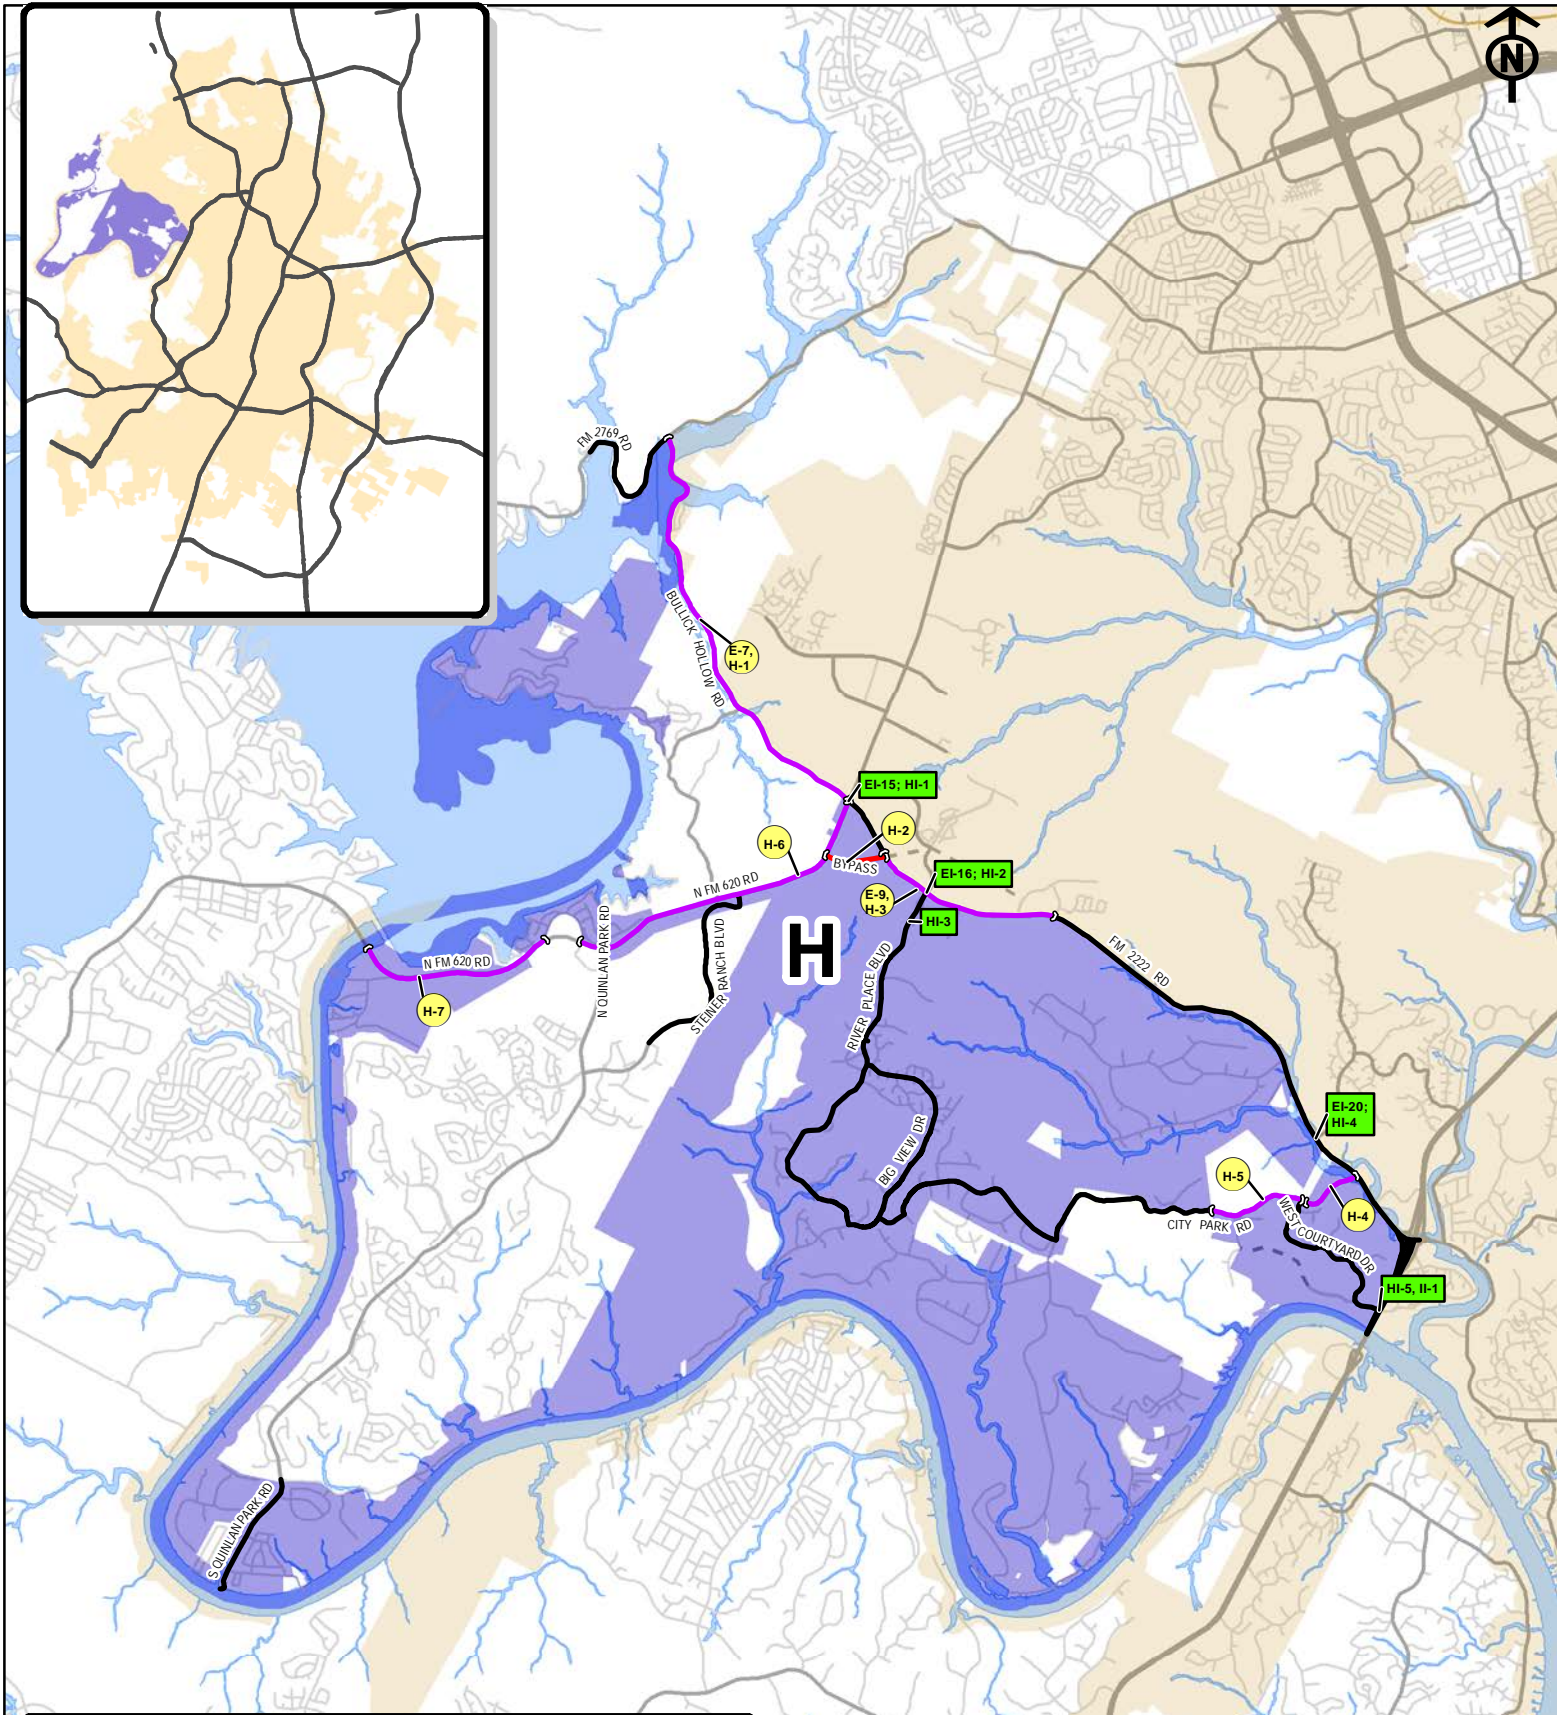 N
FM 2769 RD
BULLICK HOLLOW RD
E-7,
H-1
EI-15; HI-1
H-2
H-6
BYPASS
EI-16; HI-2
N FM 620 RD
E-9,
H-3
HI-3
H
N QUINLAN PARK RD
STEINER RANCH BLVD
RIVER PLACE BLVD
FM 2222 RD
N FM 620 RD
H-7
EI-20;
HI-4
BIG VIEW DR
H-5
H-4
CITY PARK RD
WEST COURTYARD DR
HI-5, II-1
S QUINLAN PARK RD